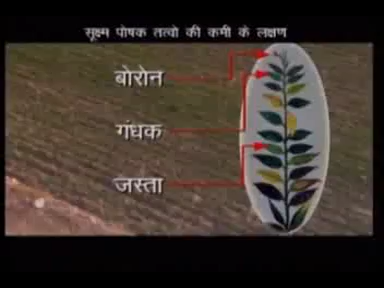 सूक्ष्म पोषक तत्वो की कमी के लक्षण
बोरोन
गंधक
जस्ता